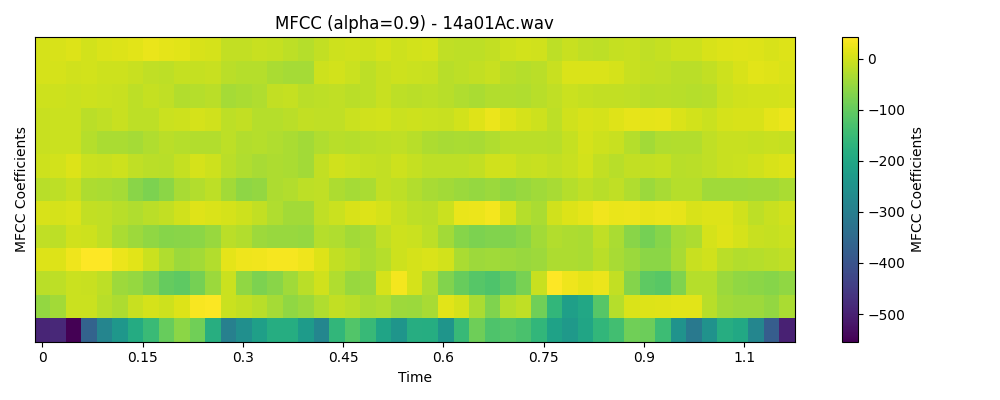 MFCC (alpha=0.9) - 14a01Ac.wav
MFCC Coefficients
0 0.15 0.3 0.45 0.6 0.75 0.9 1.1
Time
0
−100
−200
−300
−400
−500
MFCC Coefficients